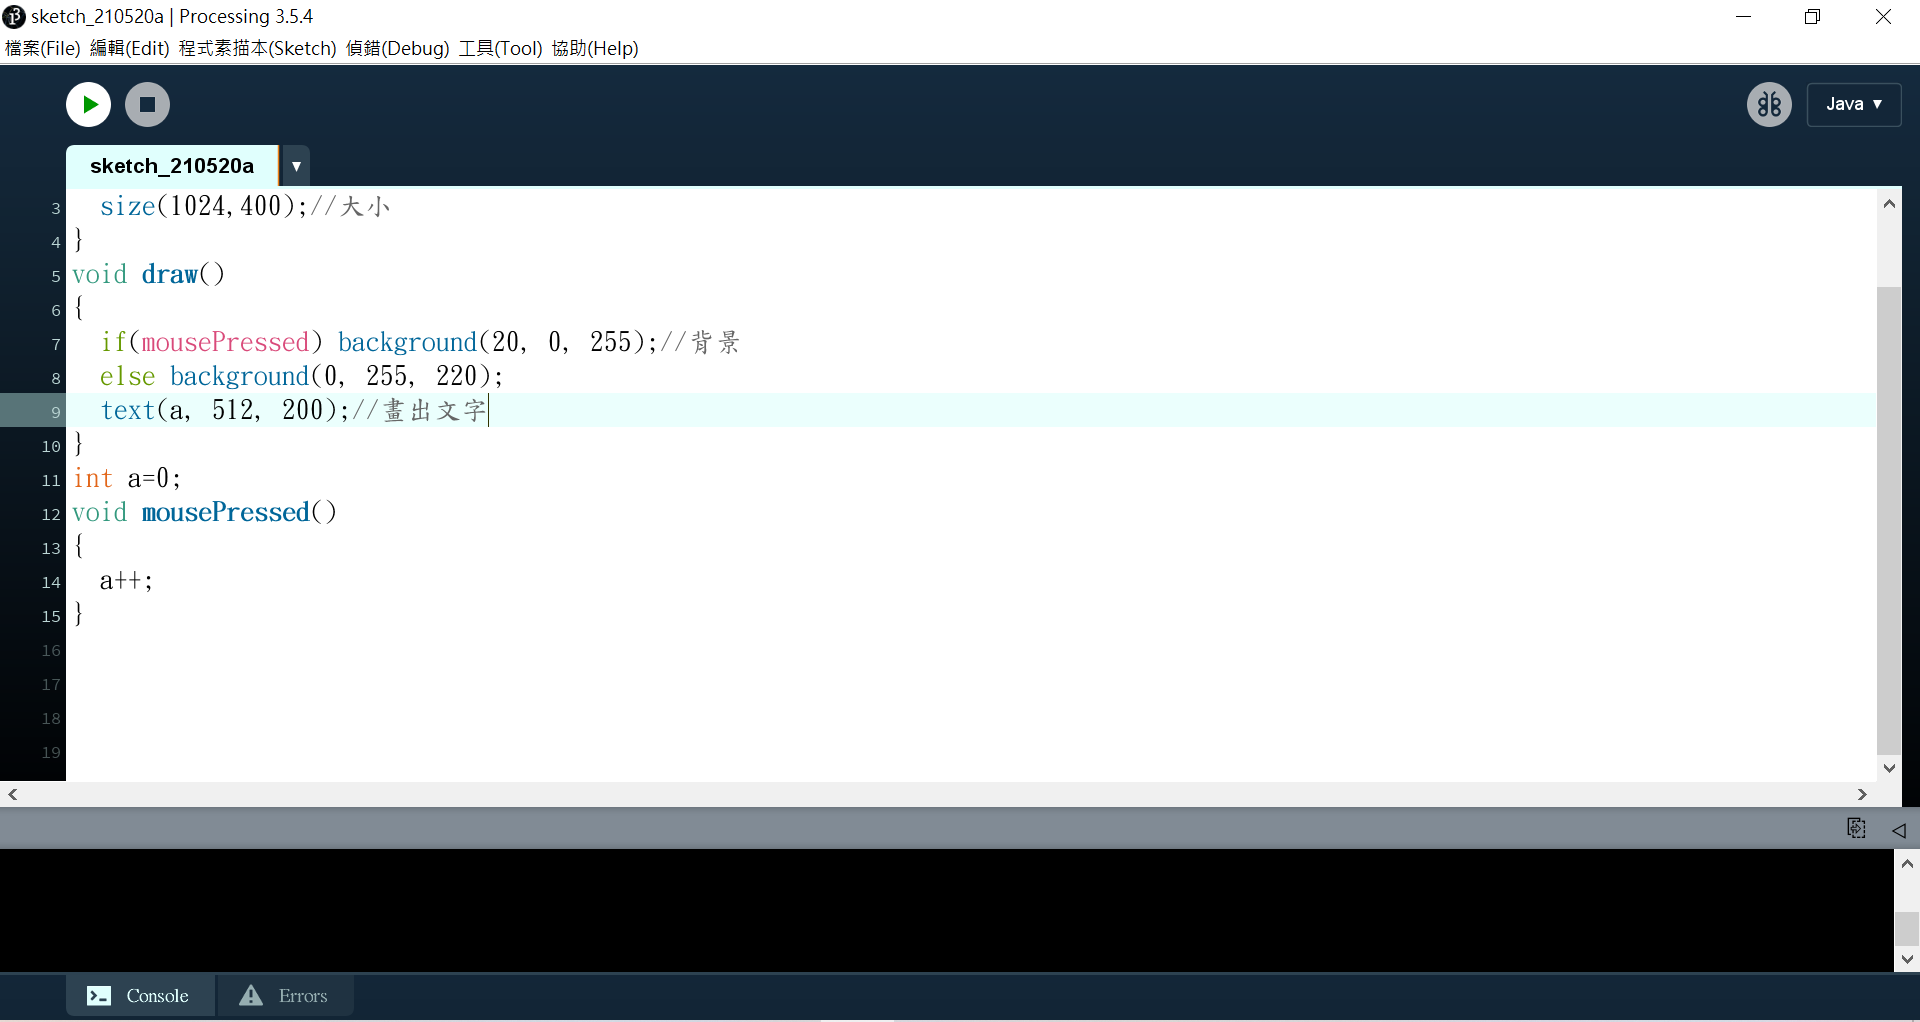 sketch_210520a | Processing 3.5.4
檔案(File) 編輯(Edit) 程式素描本(Sketch) 偵錯(Debug) 工具(Tool) 協助(Help)
Java ▼
sketch_210520a ▼
3   size(1024,400);//大小
4 }
5 void draw()
6 {
7   if(mousePressed) background(20, 0, 255);//背景
8   else background(0, 255, 220);
9   text(a, 512, 200);//畫出文字
10 }
11 int a=0;
12 void mousePressed()
13 {
14   a++;
15 }
16
17
18
19
Console Errors